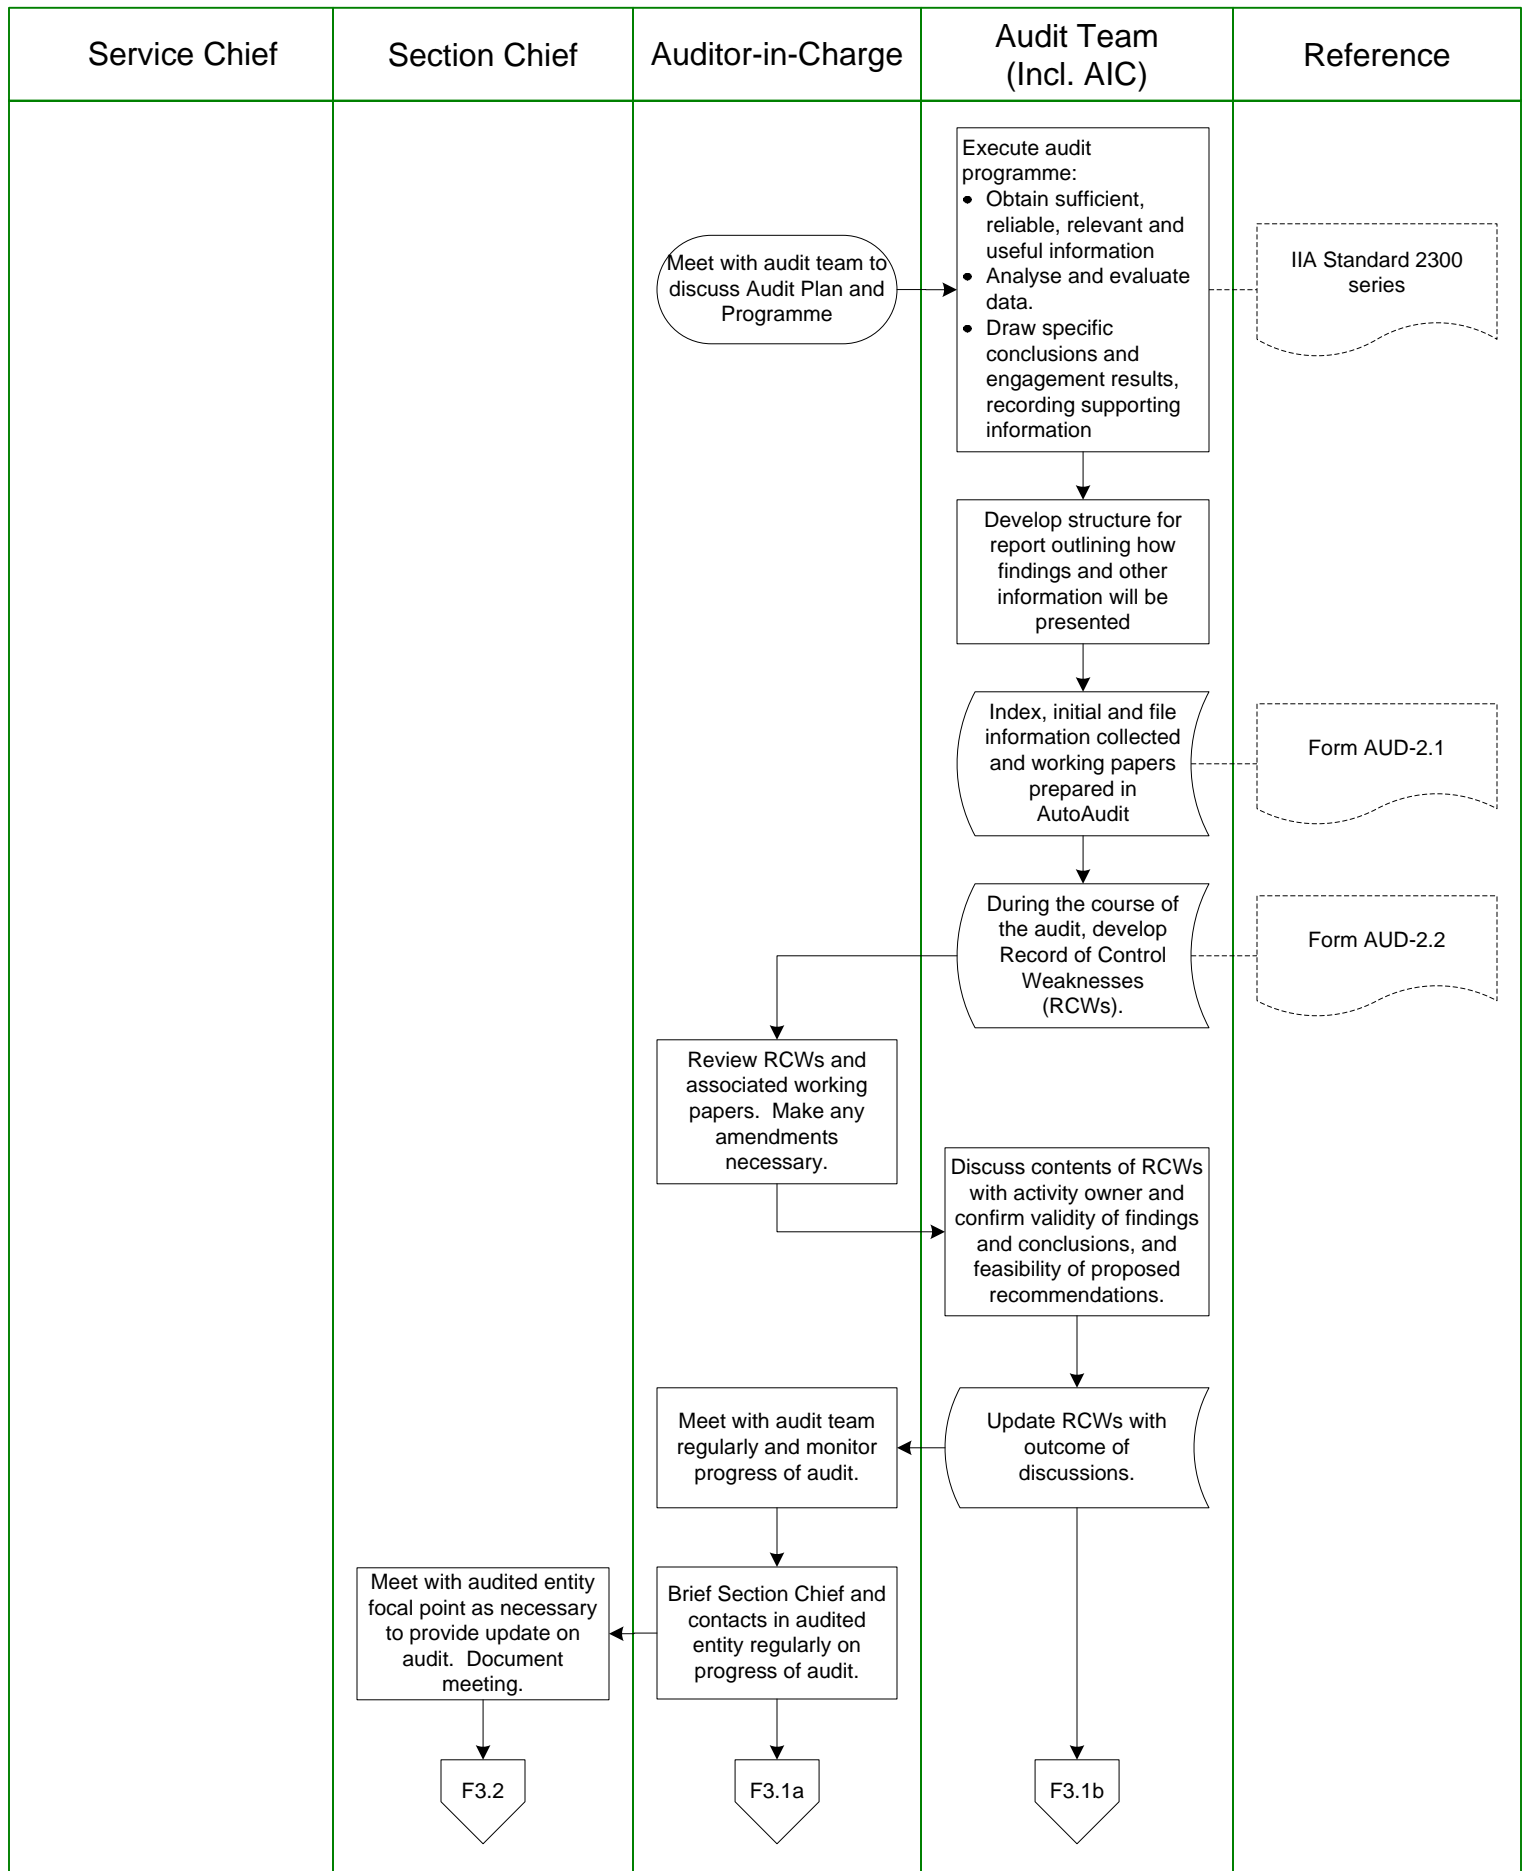 Service Chief
Section Chief
Auditor-in-Charge
Audit Team
(Incl. AIC)
Reference
Meet with audit team to
discuss Audit Plan and
Programme
Execute audit
programme:
• Obtain sufficient,
reliable, relevant and
useful information
• Analyse and evaluate
data.
• Draw specific
conclusions and
engagement results,
recording supporting
information
IIA Standard 2300
series
Develop structure for
report outlining how
findings and other
information will be
presented
Index, initial and file
information collected
and working papers
prepared in
AutoAudit
Form AUD-2.1
During the course of
the audit, develop
Record of Control
Weaknesses
(RCWs).
Form AUD-2.2
Review RCWs and
associated working
papers.  Make any
amendments
necessary.
Discuss contents of RCWs
with activity owner and
confirm validity of findings
and conclusions, and
feasibility of proposed
recommendations.
Update RCWs with
outcome of
discussions.
Meet with audit team
regularly and monitor
progress of audit.
Brief Section Chief and
contacts in audited
entity regularly on
progress of audit.
Meet with audited entity
focal point as necessary
to provide update on
audit.  Document
meeting.
F3.2
F3.1a
F3.1b